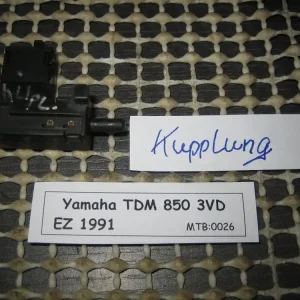 Kupplung
Yamaha TDM 850 3VD
EZ 1991
MTB:0026